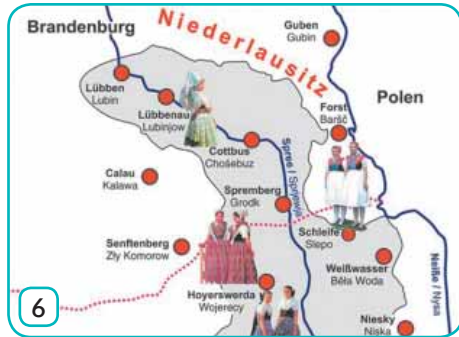 Brandenburg
Niederlausitz
Guben
Gubin
Polen
Lübben
Lubin
Lübbenau
Lubinjow
Forst
Baršć
Cottbus
Chośebuz
Spree / Sprjewja
Calau
Kalawa
Spremberg
Grodk
Schleife
Slepo
Senftenberg
Zły Komorow
Weißwasser
Běła Woda
Neiße / Nysa
Hoyerswerda
Wojerecy
Niesky
Niska
6